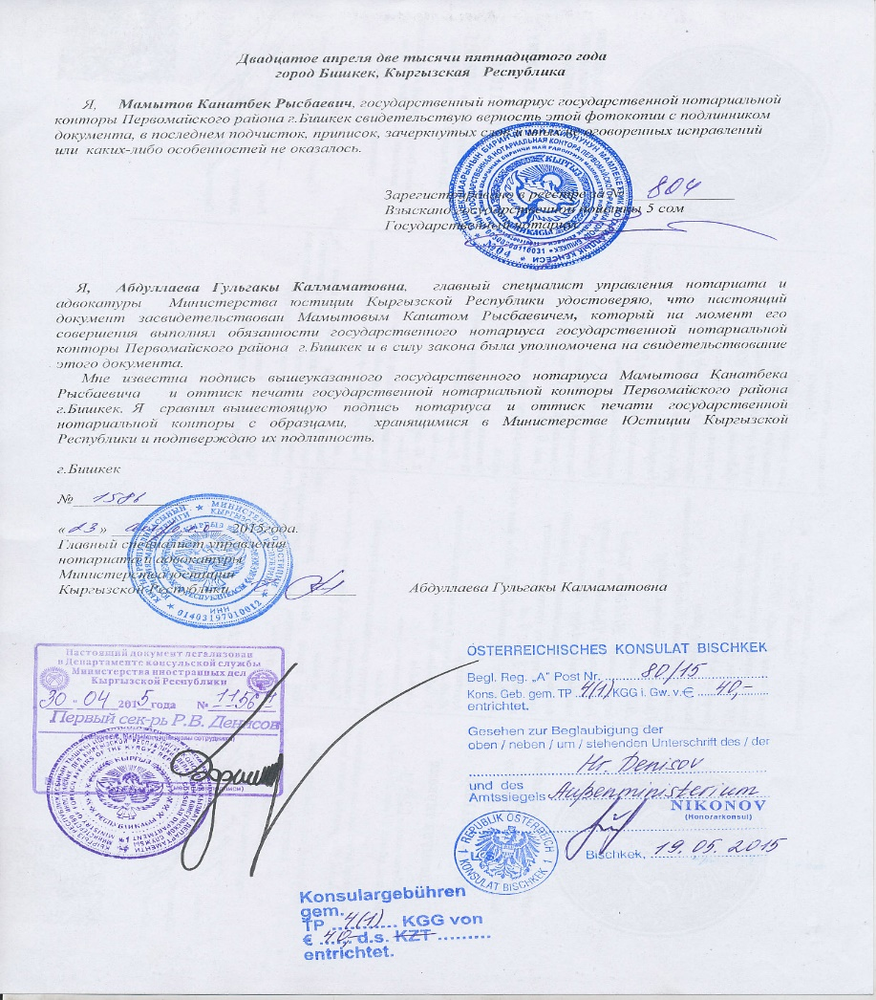 Двадцатое апреля две тысячи пятнадцатого года
город Бишкек, Кыргызская Республика
Я, Мамытов Канатбек Рысбаевич, государственный нотариус государственной нотариальной
конторы Первомайского района г.Бишкек свидетельствую верность этой фотокопии с подлинником
документа, в последнем подчисток, приписок, зачеркнутых слов и неоговоренных исправлений
или каких-либо особенностей не оказалось.
Зарегистрировано в реестре за № 804
Взыскано государственной пошлины 5 сом
Государственный нотариус
Я, Абдуллаева Гульгакы Калмаматовна, главный специалист управления нотариата и
адвокатуры Министерства юстиции Кыргызской Республики удостоверяю, что настоящий
документ засвидетельствован Мамытовым Канатом Рысбаевичем, который на момент его
совершения выполнял обязанности государственного нотариуса государственной нотариальной
конторы Первомайского района г.Бишкек и в силу закона была уполномочена на свидетельствование
этого документа.
Мне известна подпись вышеуказанного государственного нотариуса Мамытова Канатбека
Рысбаевича и оттиск печати государственной нотариальной конторы Первомайского района
г.Бишкек. Я сравнил вышестоящую подпись нотариуса и оттиск печати государственной
нотариальной конторы с образцами, хранящимися в Министерстве Юстиции Кыргызской
Республики и подтверждаю их подлинность.
г.Бишкек
№ 1586
«23» апреля 2015года.
Главный специалист управления
нотариата и адвокатуры
Министерства юстиции
Кыргызской Республики Абдуллаева Гульгакы Калмаматовна
ИНН 01403197010012
Настоящий документ легализован
в Департаменте консульской службы
Министерства иностранных дел
Кыргызской Республики
30 - 04 2015года № 11561
Первый сек-рь Р.В. Денисов
ÖSTERREICHISCHES KONSULAT BISCHKEK
Begl. Reg. „A" Post Nr. 80/15
Kons. Geb. gem. TP 4(1) KGG i. Gw. v. € 40,-
entrichtet.
Gesehen zur Beglaubigung der
oben / neben / um / stehenden Unterschrift des / der
Hr. Denisov
und des
Amtssiegels Außenministerium
NIKONOV
(Honorarkonsul)
REPUBLIK ÖSTERREICH
KONSULAT BISCHKEK 1
Bischkek, 19.05.2015
Konsulargebühren
gem.
TP 4(1) KGG von
€ 40,- d.s. KZT
entrichtet.